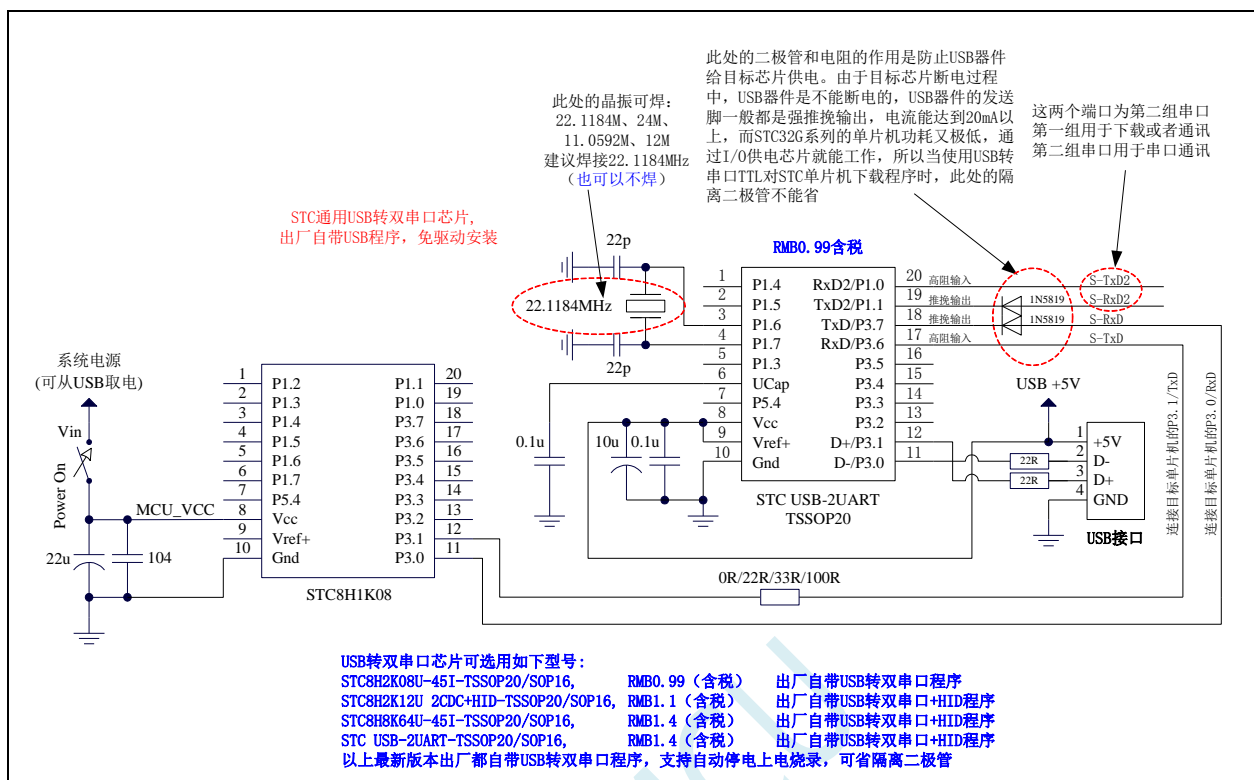 此处的二极管和电阻的作用是防止USB器件
给目标芯片供电。由于目标芯片断电过程
中，USB器件是不能断电的，USB器件的发送
脚一般都是强推挽输出，电流能达到20mA以
上，而STC32G系列的单片机功耗又极低，通
过I/O供电芯片就能工作，所以当使用USB转
串口TTL对STC单片机下载程序时，此处的隔
离二极管不能省
此处的晶振可焊：
22.1184M、24M、
11.0592M、12M
建议焊接22.1184MHz
（也可以不焊）
这两个端口为第二组串口
第一组用于下载或者通讯
第二组串口用于串口通讯
STC通用USB转双串口芯片，
出厂自带USB程序，免驱动安装
RMB0.99含税
22p
22.1184MHz
22p
1 P1.4
2 P1.5
3 P1.6
4 P1.7
5 P1.3
6 UCap
7 P5.4
8 Vcc
9 Vref+
10 Gnd
RxD2/P1.0 20 高阻输入 S-TxD2
TxD2/P1.1 19 推挽输出 1N5819 S-RxD2
TxD/P3.7 18 推挽输出 1N5819 S-RxD
RxD/P3.6 17 高阻输入 S-TxD
P3.5 16
P3.4 15
P3.3 14
P3.2 13
D+/P3.1 12
D-/P3.0 11
STC USB-2UART
TSSOP20
0.1u
10u
0.1u
22R
22R
USB +5V
1 +5V
2 D-
3 D+
4 GND
USB接口
连接目标单片机的P3.1/TxD
连接目标单片机的P3.0/RxD
系统电源
(可从USB取电)
Vin
Power On
MCU_VCC
22u
104
1 P1.2
2 P1.3
3 P1.4
4 P1.5
5 P1.6
6 P1.7
7 P5.4
8 Vcc
9 Vref+
10 Gnd
P1.1 20
P1.0 19
P3.7 18
P3.6 17
P3.5 16
P3.4 15
P3.3 14
P3.2 13
P3.1 12
P3.0 11
STC8H1K08
0R/22R/33R/100R
USB转双串口芯片可选用如下型号：
STC8H2K08U-45I-TSSOP20/SOP16, RMB0.99（含税） 出厂自带USB转双串口程序
STC8H2K12U 2CDC+HID-TSSOP20/SOP16, RMB1.1（含税） 出厂自带USB转双串口+HID程序
STC8H8K64U-45I-TSSOP20/SOP16, RMB1.4（含税） 出厂自带USB转双串口+HID程序
STC USB-2UART-TSSOP20/SOP16, RMB1.4（含税） 出厂自带USB转双串口+HID程序
以上最新版本出厂都自带USB转双串口程序，支持自动停电上电烧录，可省隔离二极管